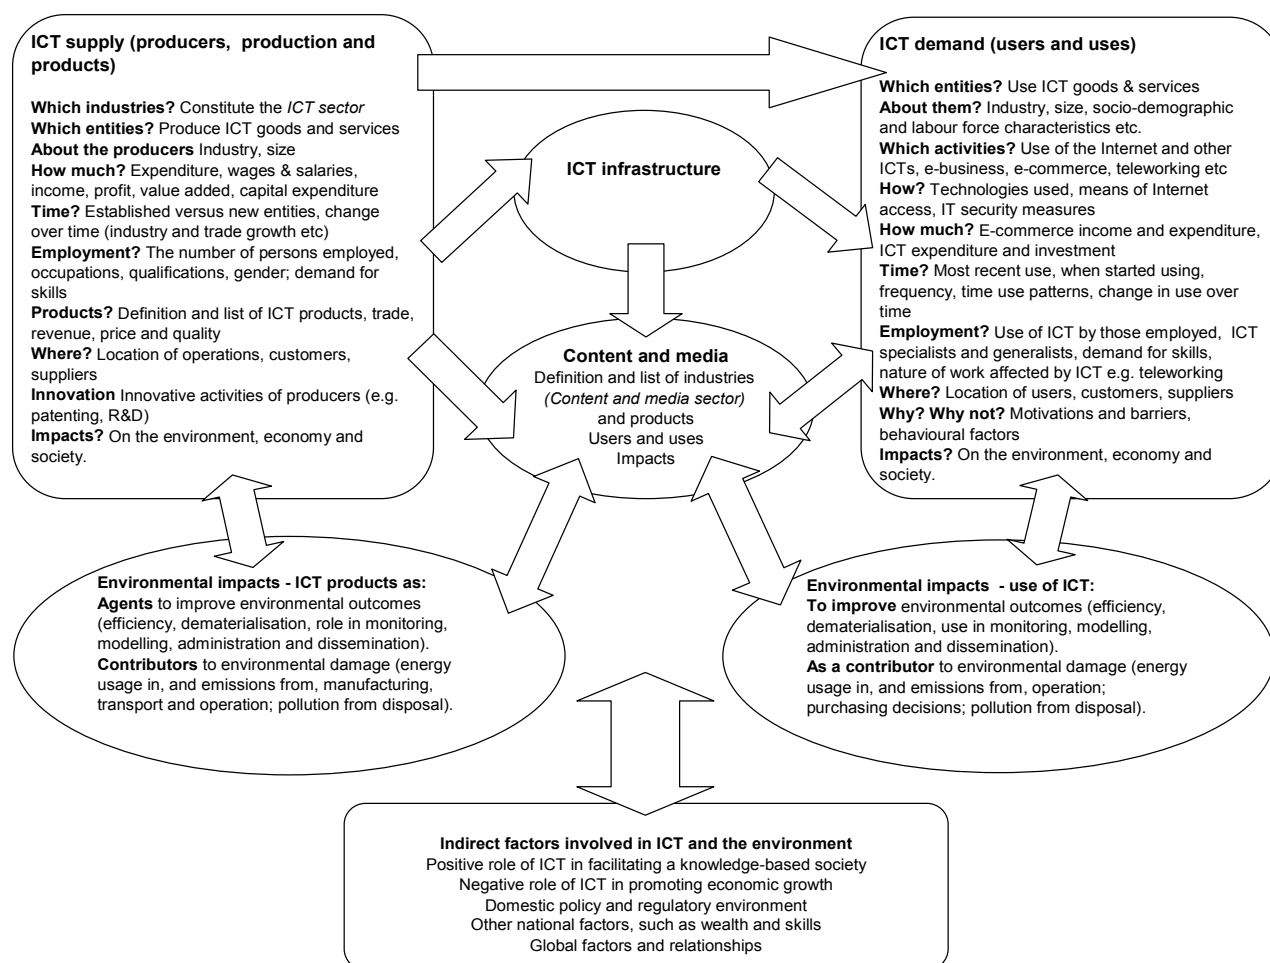 ICT supply (producers,  production and
products)
Which industries? Constitute the ICT sector
Which entities? Produce ICT goods and services
About the producers Industry, size
How much? Expenditure, wages & salaries,
income, profit, value added, capital expenditure
Time? Established versus new entities, change
over time (industry and trade growth etc)
Employment? The number of persons employed,
occupations, qualifications, gender; demand for
skills
Products? Definition and list of ICT products, trade,
revenue, price and quality
Where? Location of operations, customers,
suppliers
Innovation Innovative activities of producers (e.g.
patenting, R&D)
Impacts? On the environment, economy and
society.
ICT infrastructure
Content and media
Definition and list of industries
(Content and media sector)
and products
Users and uses
Impacts
ICT demand (users and uses)
Which entities? Use ICT goods & services
About them? Industry, size, socio-demographic
and labour force characteristics etc.
Which activities? Use of the Internet and other
ICTs, e-business, e-commerce, teleworking etc
How? Technologies used, means of Internet
access, IT security measures
How much? E-commerce income and expenditure,
ICT expenditure and investment
Time? Most recent use, when started using,
frequency, time use patterns, change in use over
time
Employment? Use of ICT by those employed,  ICT
specialists and generalists, demand for skills,
nature of work affected by ICT e.g. teleworking
Where? Location of users, customers, suppliers
Why? Why not? Motivations and barriers,
behavioural factors
Impacts? On the environment, economy and
society.
Environmental impacts - ICT products as:
Agents to improve environmental outcomes
(efficiency, dematerialisation, role in monitoring,
modelling, administration and dissemination).
Contributors to environmental damage (energy
usage in, and emissions from, manufacturing,
transport and operation; pollution from disposal).
Environmental impacts  - use of ICT:
To improve environmental outcomes (efficiency,
dematerialisation, use in monitoring, modelling,
administration and dissemination).
As a contributor to environmental damage (energy
usage in, and emissions from, operation;
purchasing decisions; pollution from disposal).
Indirect factors involved in ICT and the environment
Positive role of ICT in facilitating a knowledge-based society
Negative role of ICT in promoting economic growth
Domestic policy and regulatory environment
Other national factors, such as wealth and skills
Global factors and relationships